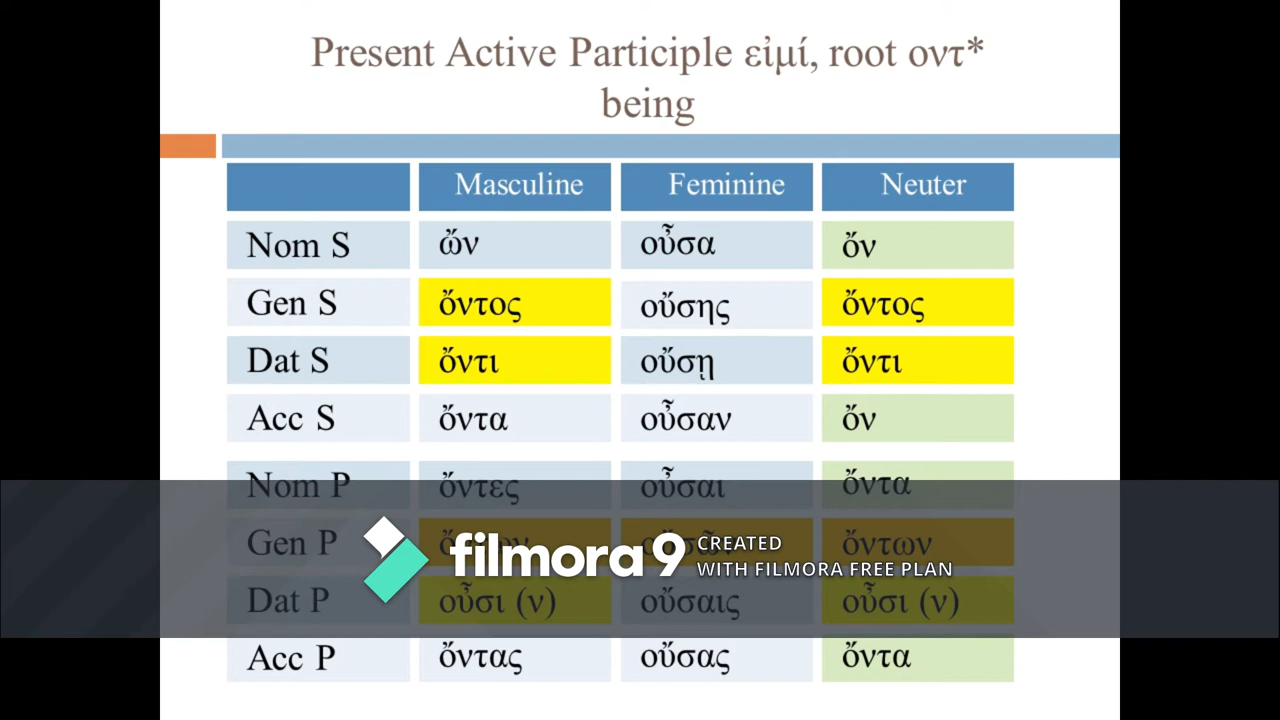 Present Active Participle εἰμί, root οντ*
being
Masculine Feminine Neuter
Nom S ὤν οὖσα ὄν
Gen S ὄντος οὔσης ὄντος
Dat S ὄντι οὔσῃ ὄντι
Acc S ὄντα οὖσαν ὄν
Nom P ὄντες οὖσαι ὄντα
Gen P ὄντων
Dat P οὖσι (ν) οὔσαις οὖσι (ν)
Acc P ὄντας οὔσας ὄντα
filmora9 CREATED
WITH FILMORA FREE PLAN